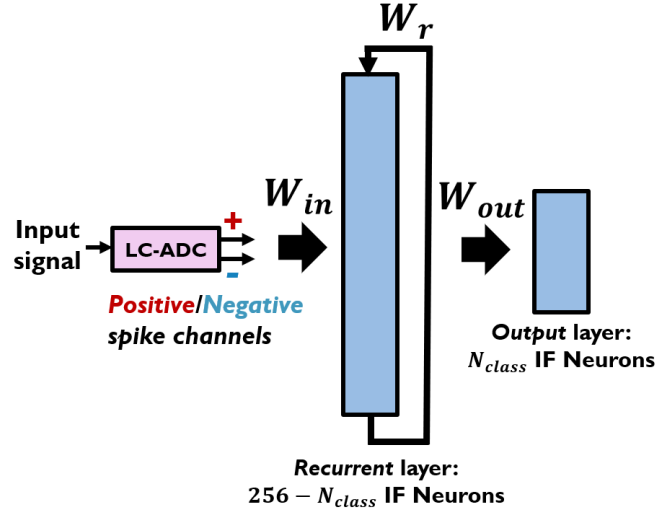 W_r
W_in
W_out
Input
signal
LC-ADC
+
-
Positive/Negative
spike channels
Output layer:
N_class IF Neurons
Recurrent layer:
256 − N_class IF Neurons